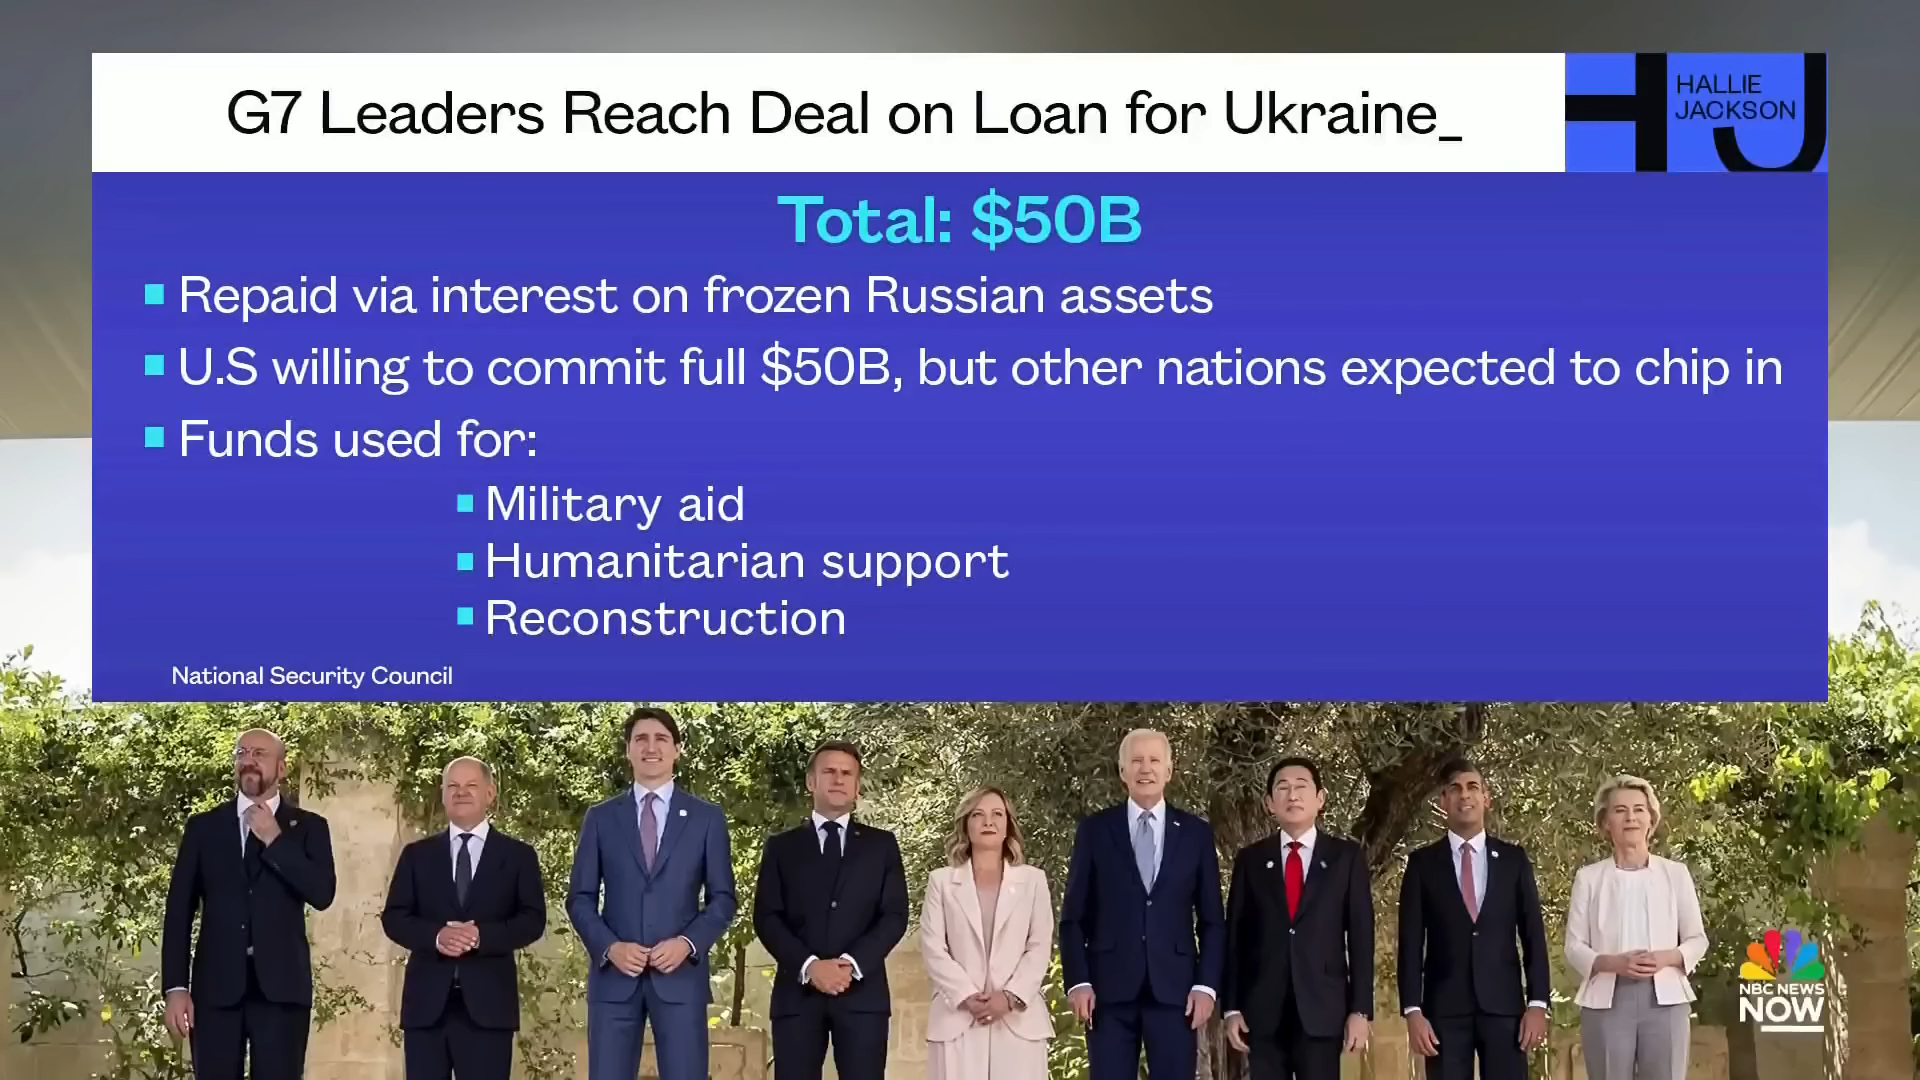 G7 Leaders Reach Deal on Loan for Ukraine_
HALLIE
JACKSON
Total: $50B
Repaid via interest on frozen Russian assets
U.S willing to commit full $50B, but other nations expected to chip in
Funds used for:
Military aid
Humanitarian support
Reconstruction
National Security Council
NBC NEWS
NOW